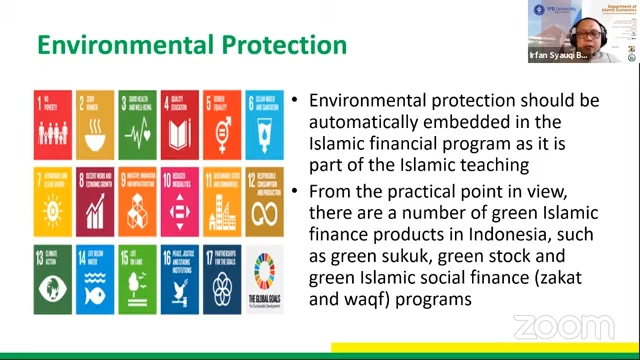 Environmental Protection
IPB University
Department of
Islamic Economics
Irfan Syauqi B...
1 NO POVERTY
2 ZERO HUNGER
3 GOOD HEALTH AND WELL-BEING
4 QUALITY EDUCATION
5 GENDER EQUALITY
6 CLEAN WATER AND SANITATION
7 AFFORDABLE AND CLEAN ENERGY
8 DECENT WORK AND ECONOMIC GROWTH
9 INDUSTRY, INNOVATION AND INFRASTRUCTURE
10 REDUCED INEQUALITIES
11 SUSTAINABLE CITIES AND COMMUNITIES
12 RESPONSIBLE CONSUMPTION AND PRODUCTION
13 CLIMATE ACTION
14 LIFE BELOW WATER
15 LIFE ON LAND
16 PEACE, JUSTICE AND STRONG INSTITUTIONS
17 PARTNERSHIPS FOR THE GOALS
THE GLOBAL GOALS
For Sustainable Development
• Environmental protection should be
automatically embedded in the
Islamic financial program as it is
part of the Islamic teaching
• From the practical point in view,
there are a number of green Islamic
finance products in Indonesia, such
as green sukuk, green stock and
green Islamic social finance (zakat
and waqf) programs
zoom